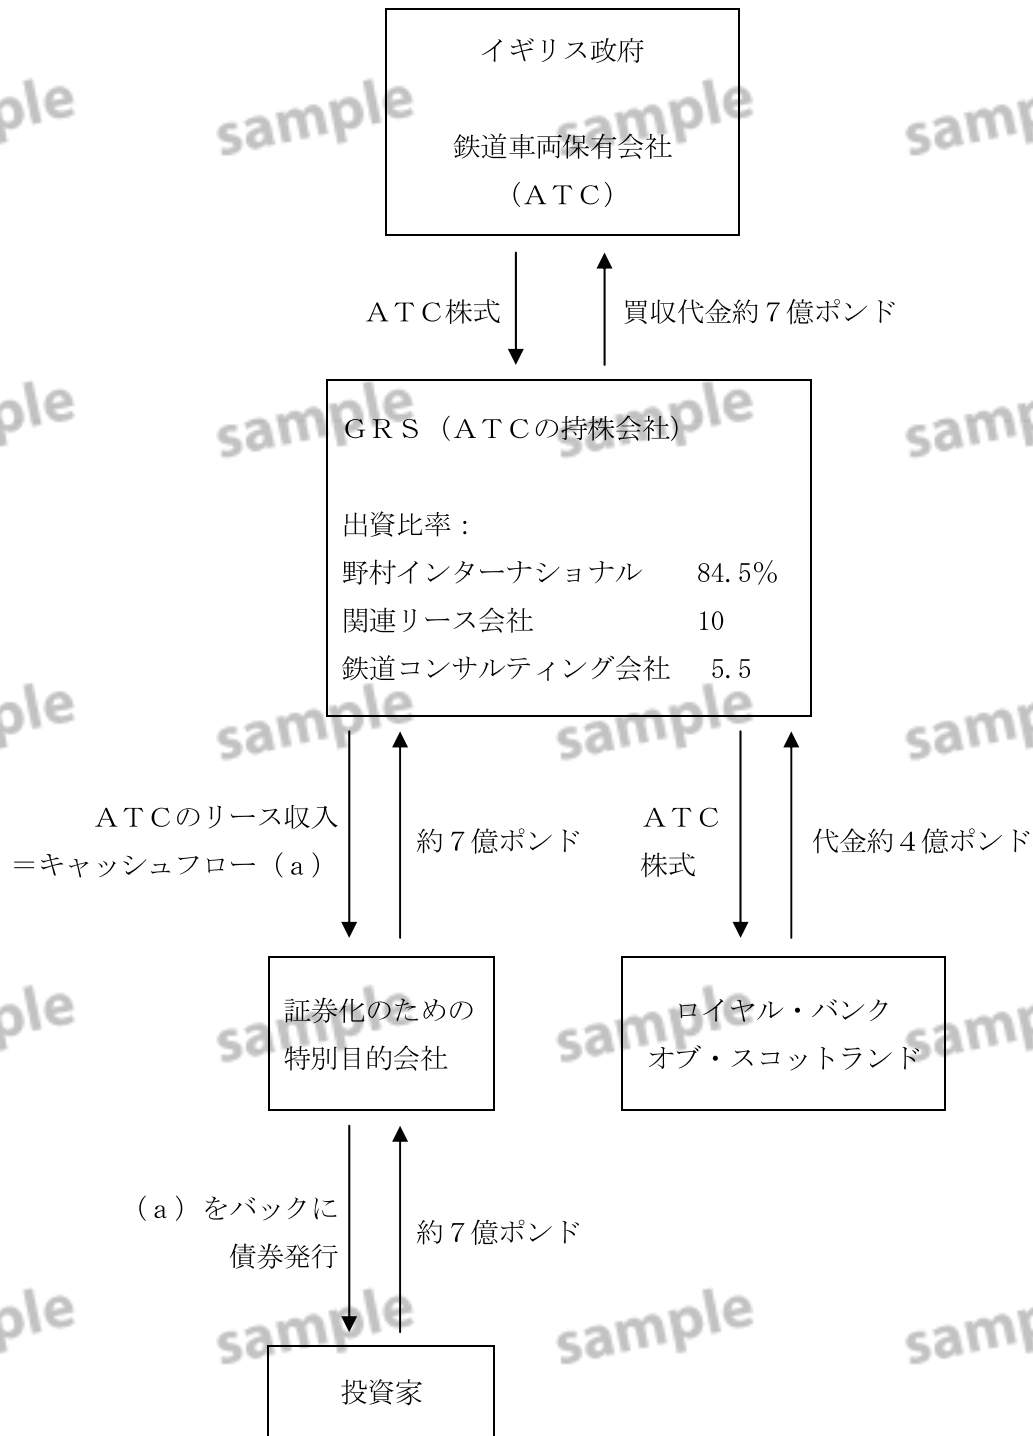 イギリス政府
鉄道車両保有会社
（ＡＴＣ）
ＡＴＣ株式
買収代金約７億ポンド
ＧＲＳ（ＡＴＣの持株会社）
出資比率：
野村インターナショナル　　84.5％
関連リース会社　　　　　　10
鉄道コンサルティング会社　 5.5
ＡＴＣのリース収入
＝キャッシュフロー（ａ）
約７億ポンド
ＡＴＣ
株式
代金約４億ポンド
証券化のための
特別目的会社
ロイヤル・バンク
オブ・スコットランド
（ａ）をバックに
債券発行
約７億ポンド
投資家
sample